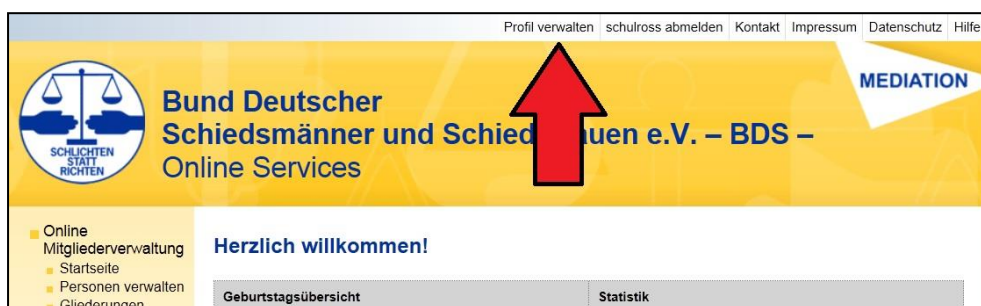 Profil verwalten schulross abmelden Kontakt Impressum Datenschutz Hilfe
MEDIATION
SCHLICHTEN
STATT
RICHTEN
Bund Deutscher
Schiedsmänner und Schied uen e.V. – BDS –
Online Services
Online
Mitgliederverwaltung
Startseite
Personen verwalten
Gliederungen
Herzlich willkommen!
Geburtstagsübersicht Statistik